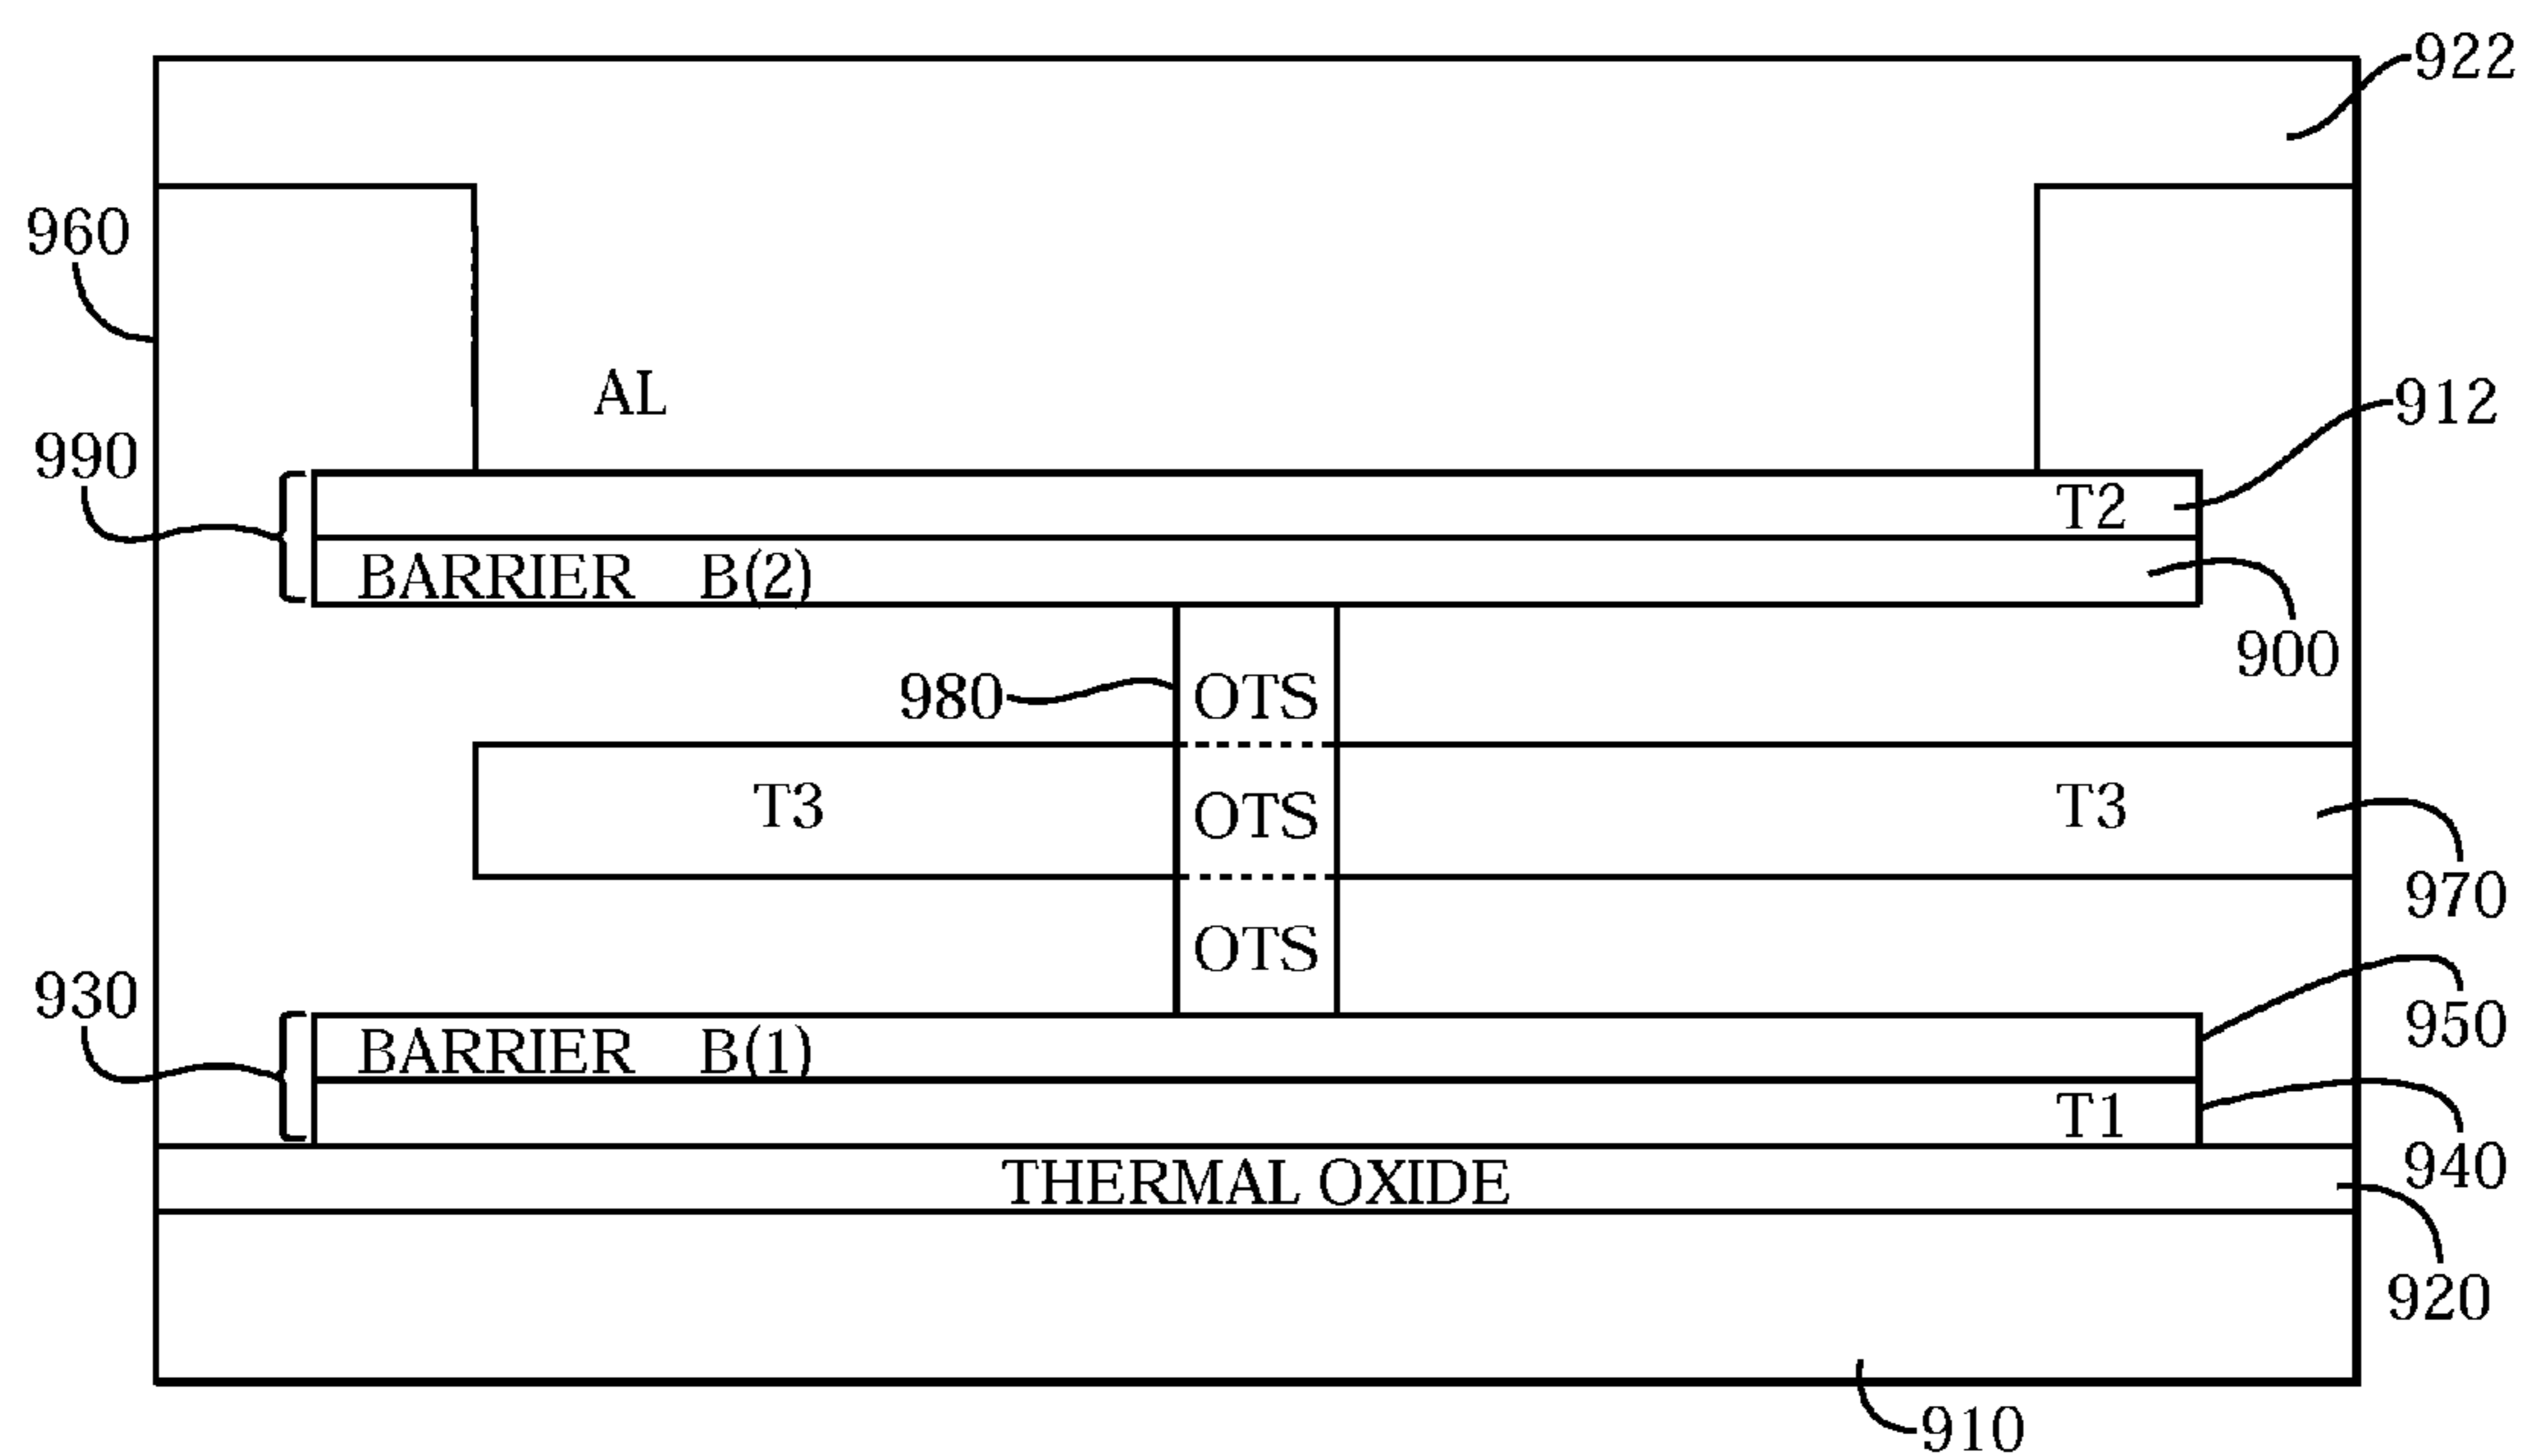 922
960
AL
912
990
T2
BARRIER B(2)
900
980
OTS
T3
OTS
T3
970
OTS
930
950
BARRIER B(1)
T1
940
THERMAL OXIDE
920
910